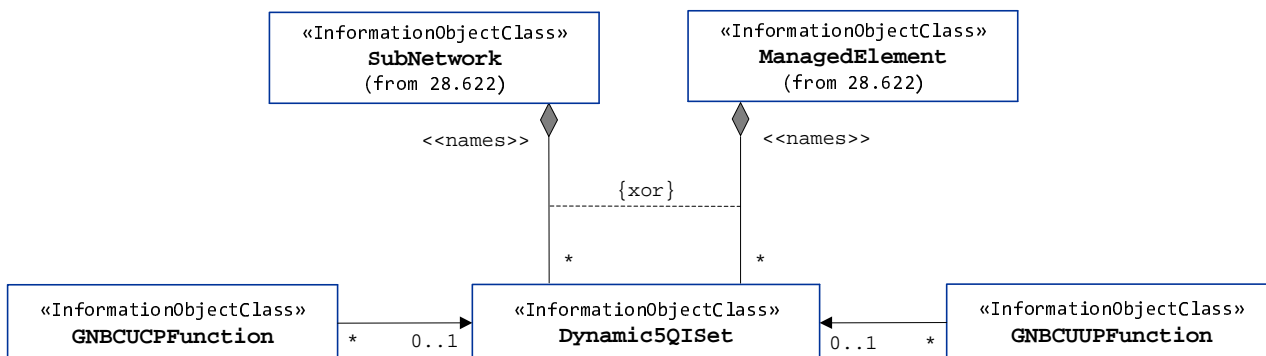 «InformationObjectClass»
SubNetwork
(from 28.622)
«InformationObjectClass»
ManagedElement
(from 28.622)
<<names>>
<<names>>
{xor}
*
*
«InformationObjectClass»
GNBCUCPFunction
*
0..1
«InformationObjectClass»
Dynamic5QISet
0..1
*
«InformationObjectClass»
GNBCUUPFunction